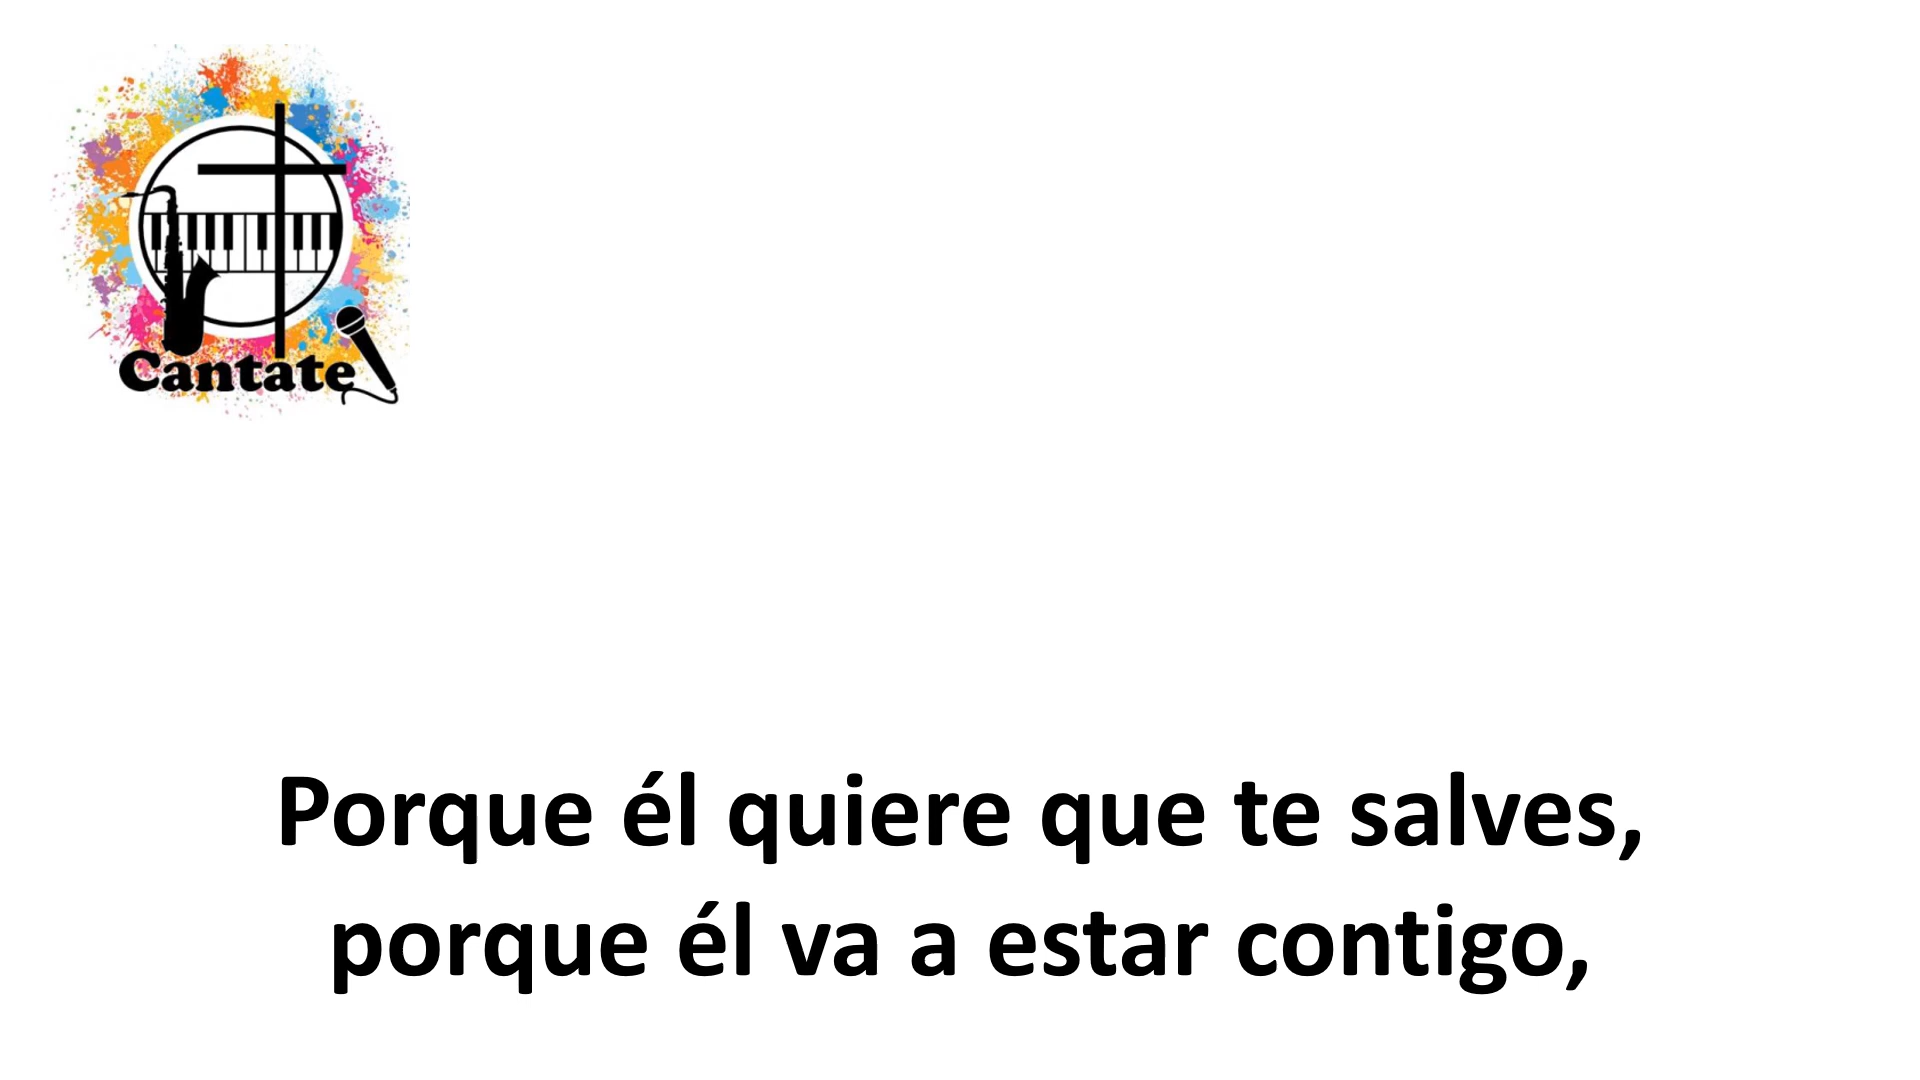 Cantate
Porque él quiere que te salves,
porque él va a estar contigo,